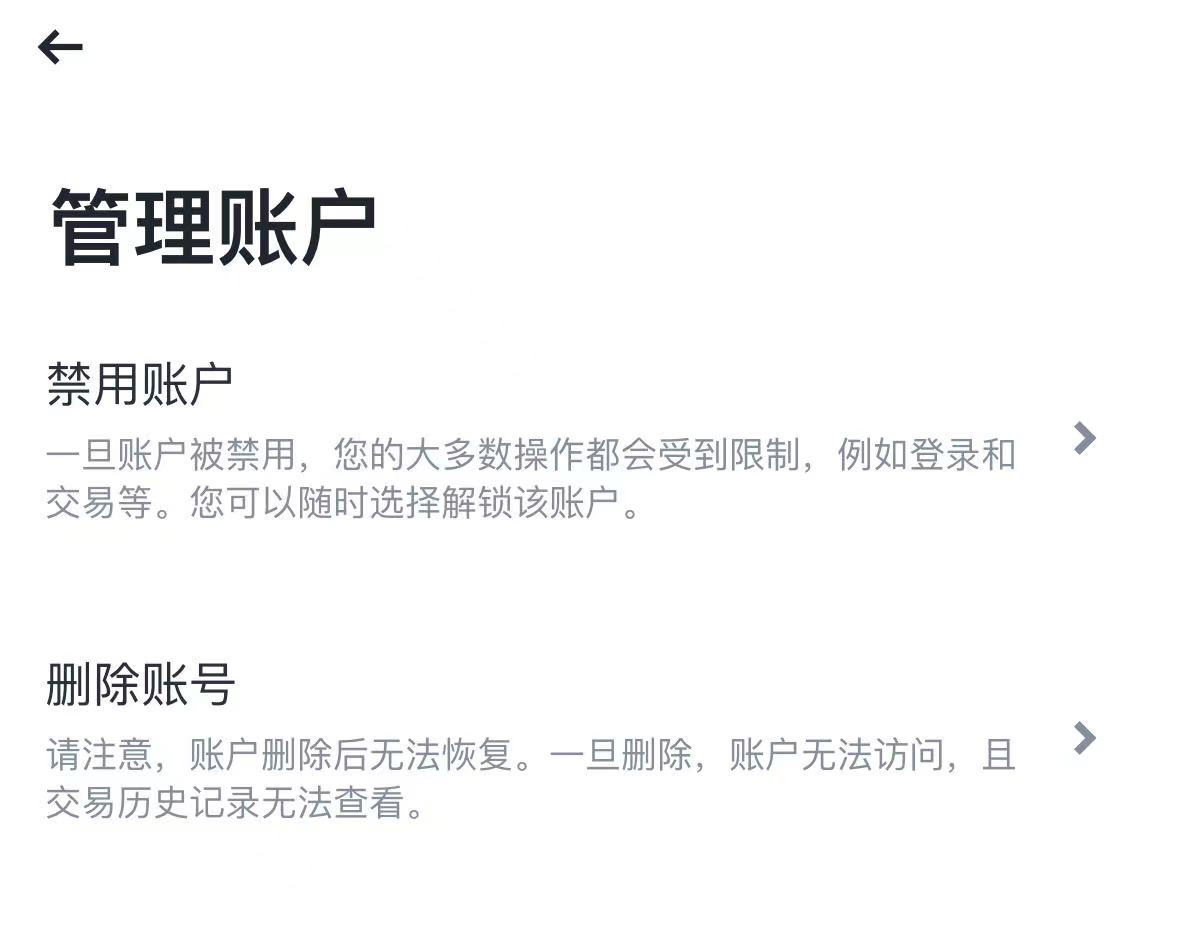 管理账户
禁用账户
一旦账户被禁用，您的大多数操作都会受到限制，例如登录和
交易等。您可以随时选择解锁该账户。
删除账号
请注意，账户删除后无法恢复。一旦删除，账户无法访问，且
交易历史记录无法查看。